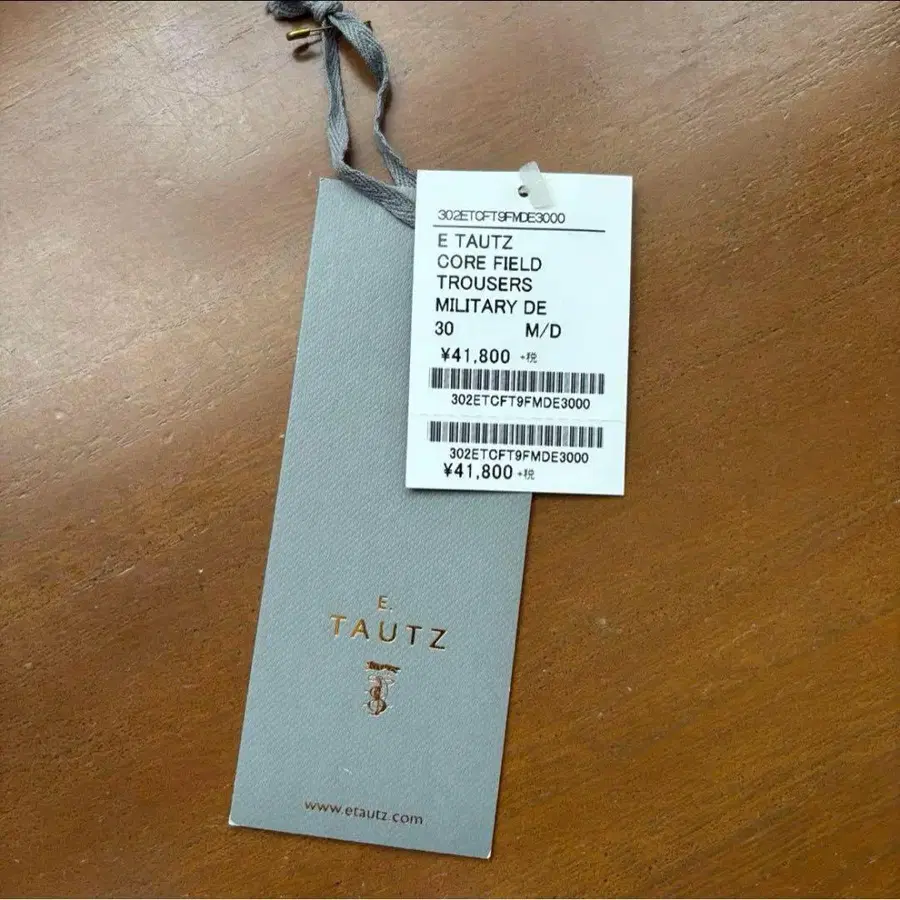 302ETCFT9FMDE3000
E TAUTZ
CORE FIELD
TROUSERS
MILITARY DE
30 M/D
¥41,800 +税
302ETCFT9FMDE3000
302ETCFT9FMDE3000
¥41,800 +税
E.
TAUTZ
www.etautz.com